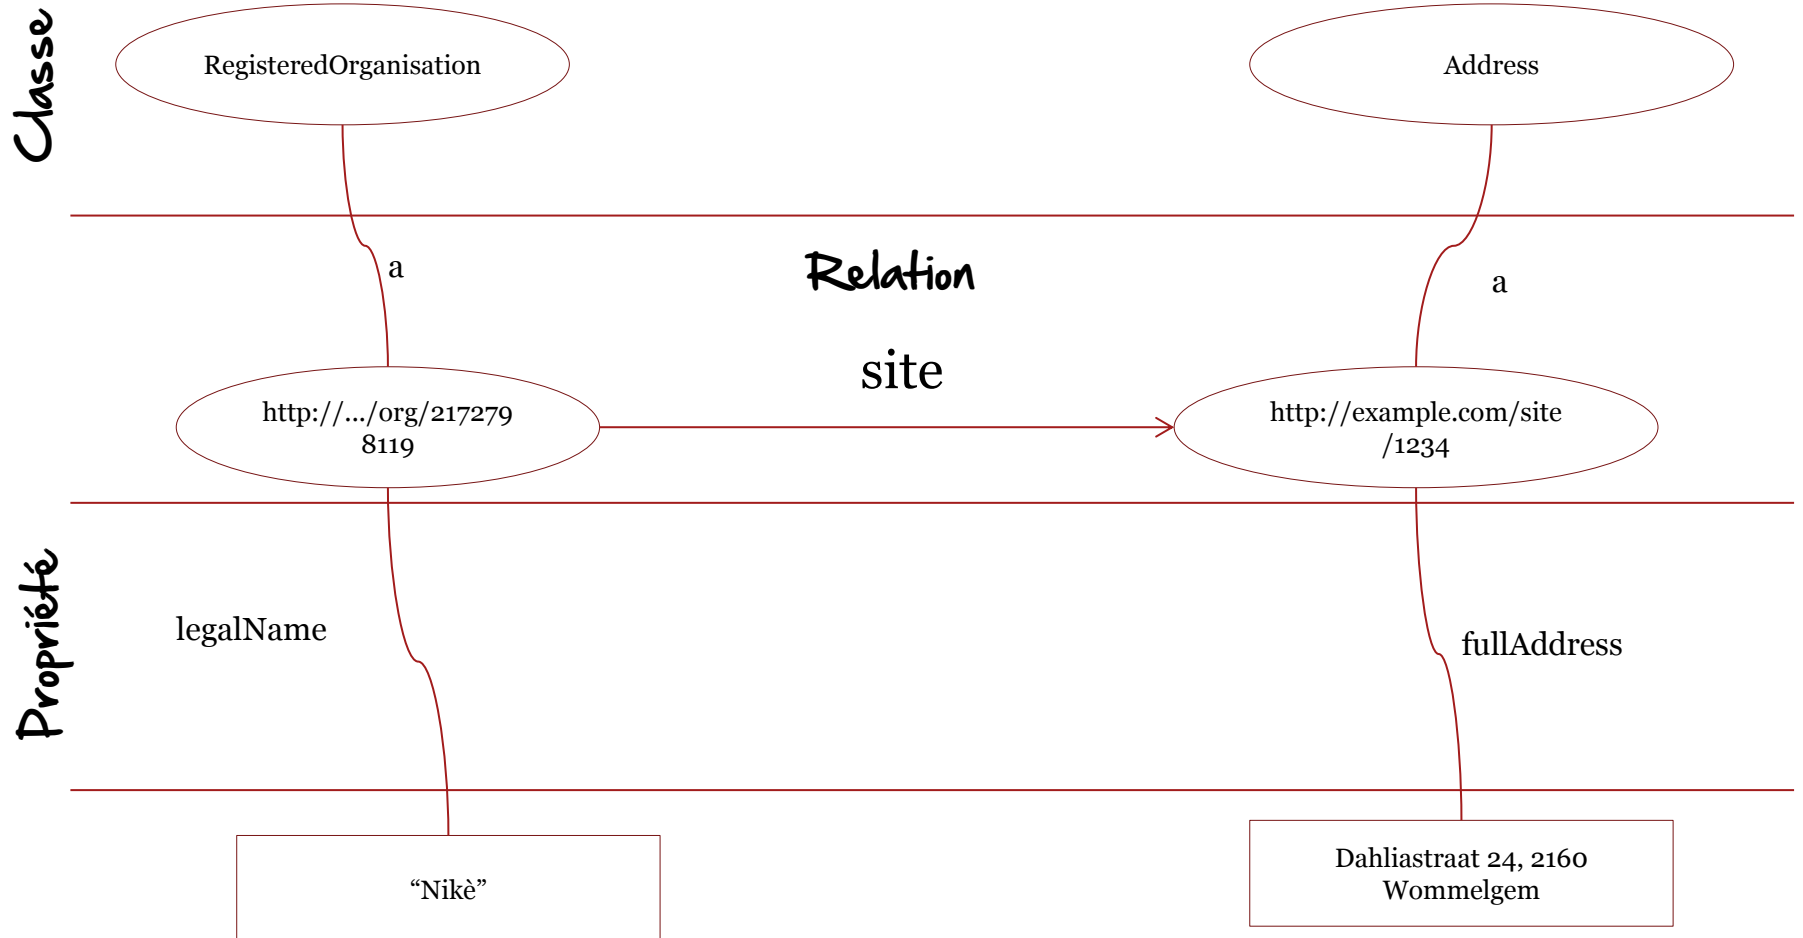 Classe
RegisteredOrganisation
Address
a
Relation
a
site
http://.../org/217279
8119
http://example.com/site
/1234
Propriété
legalName
fullAddress
“Nikè”
Dahliastraat 24, 2160
Wommelgem